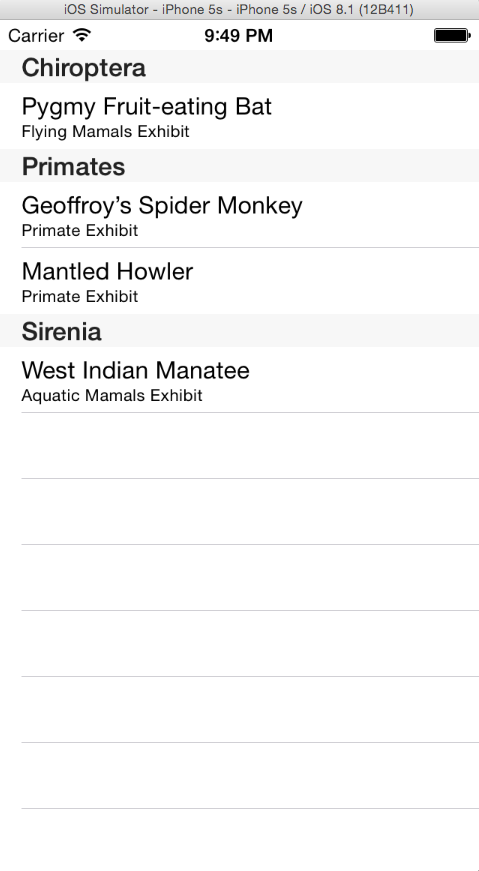 iOS Simulator - iPhone 5s - iPhone 5s / iOS 8.1 (12B411)
Carrier 9:49 PM
Chiroptera
Pygmy Fruit-eating Bat
Flying Mamals Exhibit
Primates
Geoffroy’s Spider Monkey
Primate Exhibit
Mantled Howler
Primate Exhibit
Sirenia
West Indian Manatee
Aquatic Mamals Exhibit